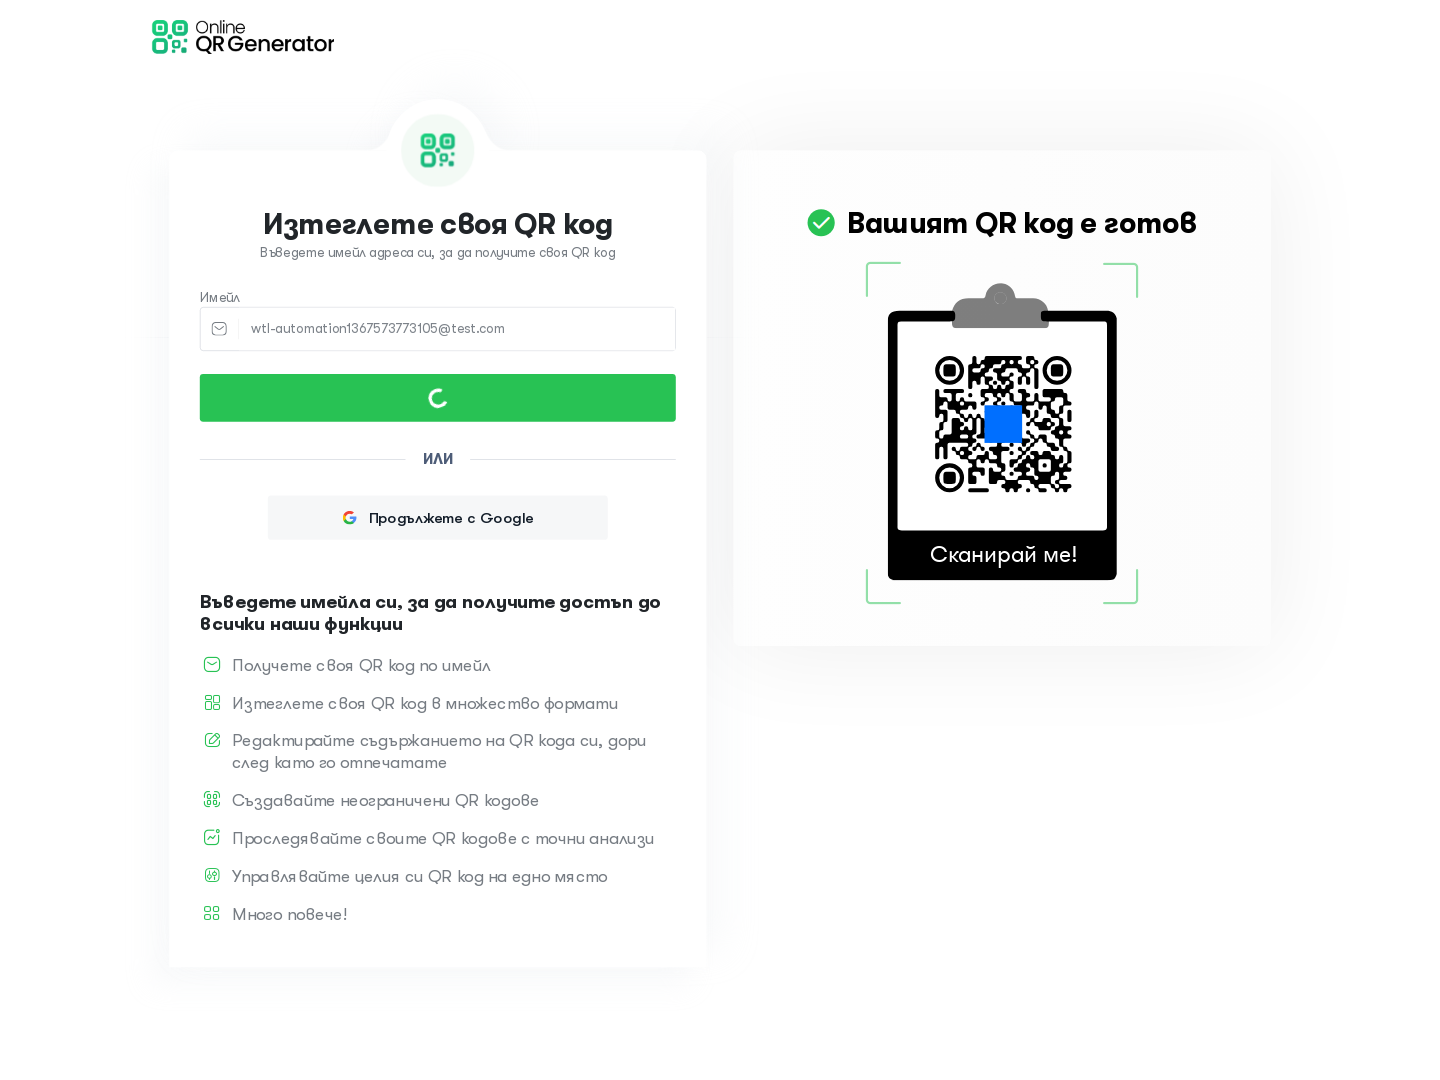 Online
QR Generator
Изтеглете своя QR код
Въведете имейл адреса си, за да получите своя QR код
Имейл
wtl-automation1367573773105@test.com
ИЛИ
Продължете с Google
Въведете имейла си, за да получите достъп до
всички наши функции
Получете своя QR код по имейл
Изтеглете своя QR код в множество формати
Редактирайте съдържанието на QR кода си, дори
след като го отпечатате
Създавайте неограничени QR кодове
Проследявайте своите QR кодове с точни анализи
Управлявайте целия си QR код на едно място
Много повече!
Вашият QR код е готов
Сканирай ме!